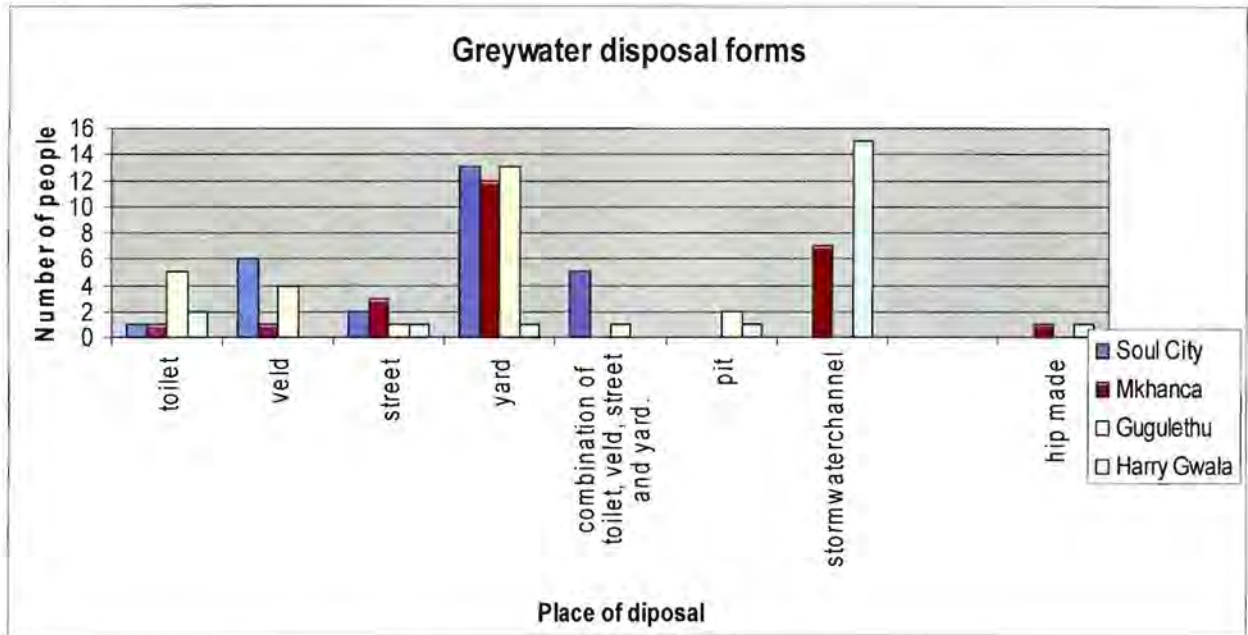 Greywater disposal forms
Number of people
16
14
12
10
8
6
4
2
0
toilet
veld
street
yard
combination of
toilet, veld, street
and yard.
pit
stormwaterchannel
hip made
Place of diposal
Soul City
Mkhanca
Gugulethu
Harry Gwala